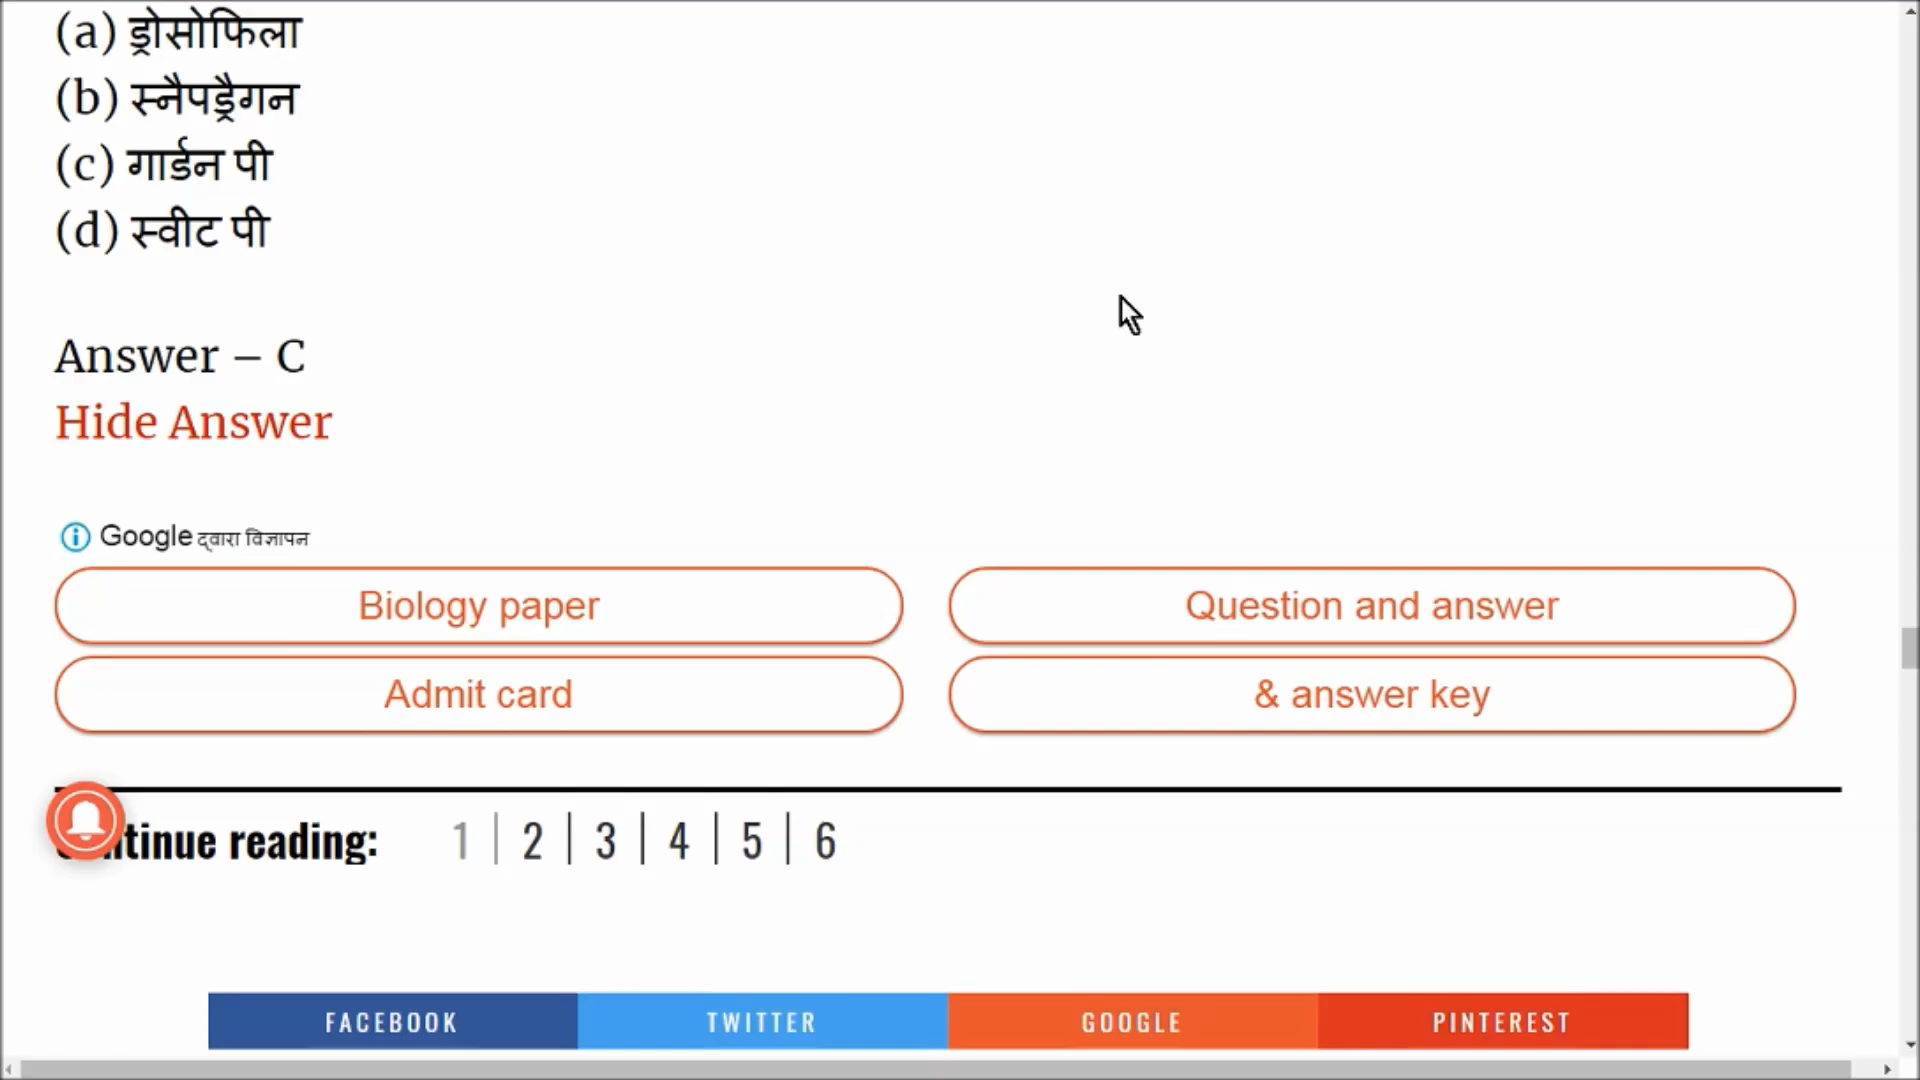 (a) ड्रोसोफिला
(b) स्नैपड्रैगन
(c) गार्डन पी
(d) स्वीट पी
Answer – C
Hide Answer
Google द्वारा विज्ञापन
Biology paper
Question and answer
Admit card
& answer key
tinue reading: 1 | 2 | 3 | 4 | 5 | 6
FACEBOOK
TWITTER
GOOGLE
PINTEREST